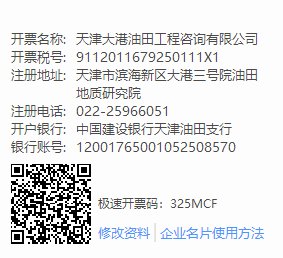 开票名称: 天津大港油田工程咨询有限公司
开票税号: 9112011679250111X1
注册地址: 天津市滨海新区大港三号院油田
地质研究院
注册电话: 022-25966051
开户银行: 中国建设银行天津油田支行
银行账号: 12001765001052508570
极速开票码: 325MCF
修改资料 | 企业名片使用方法